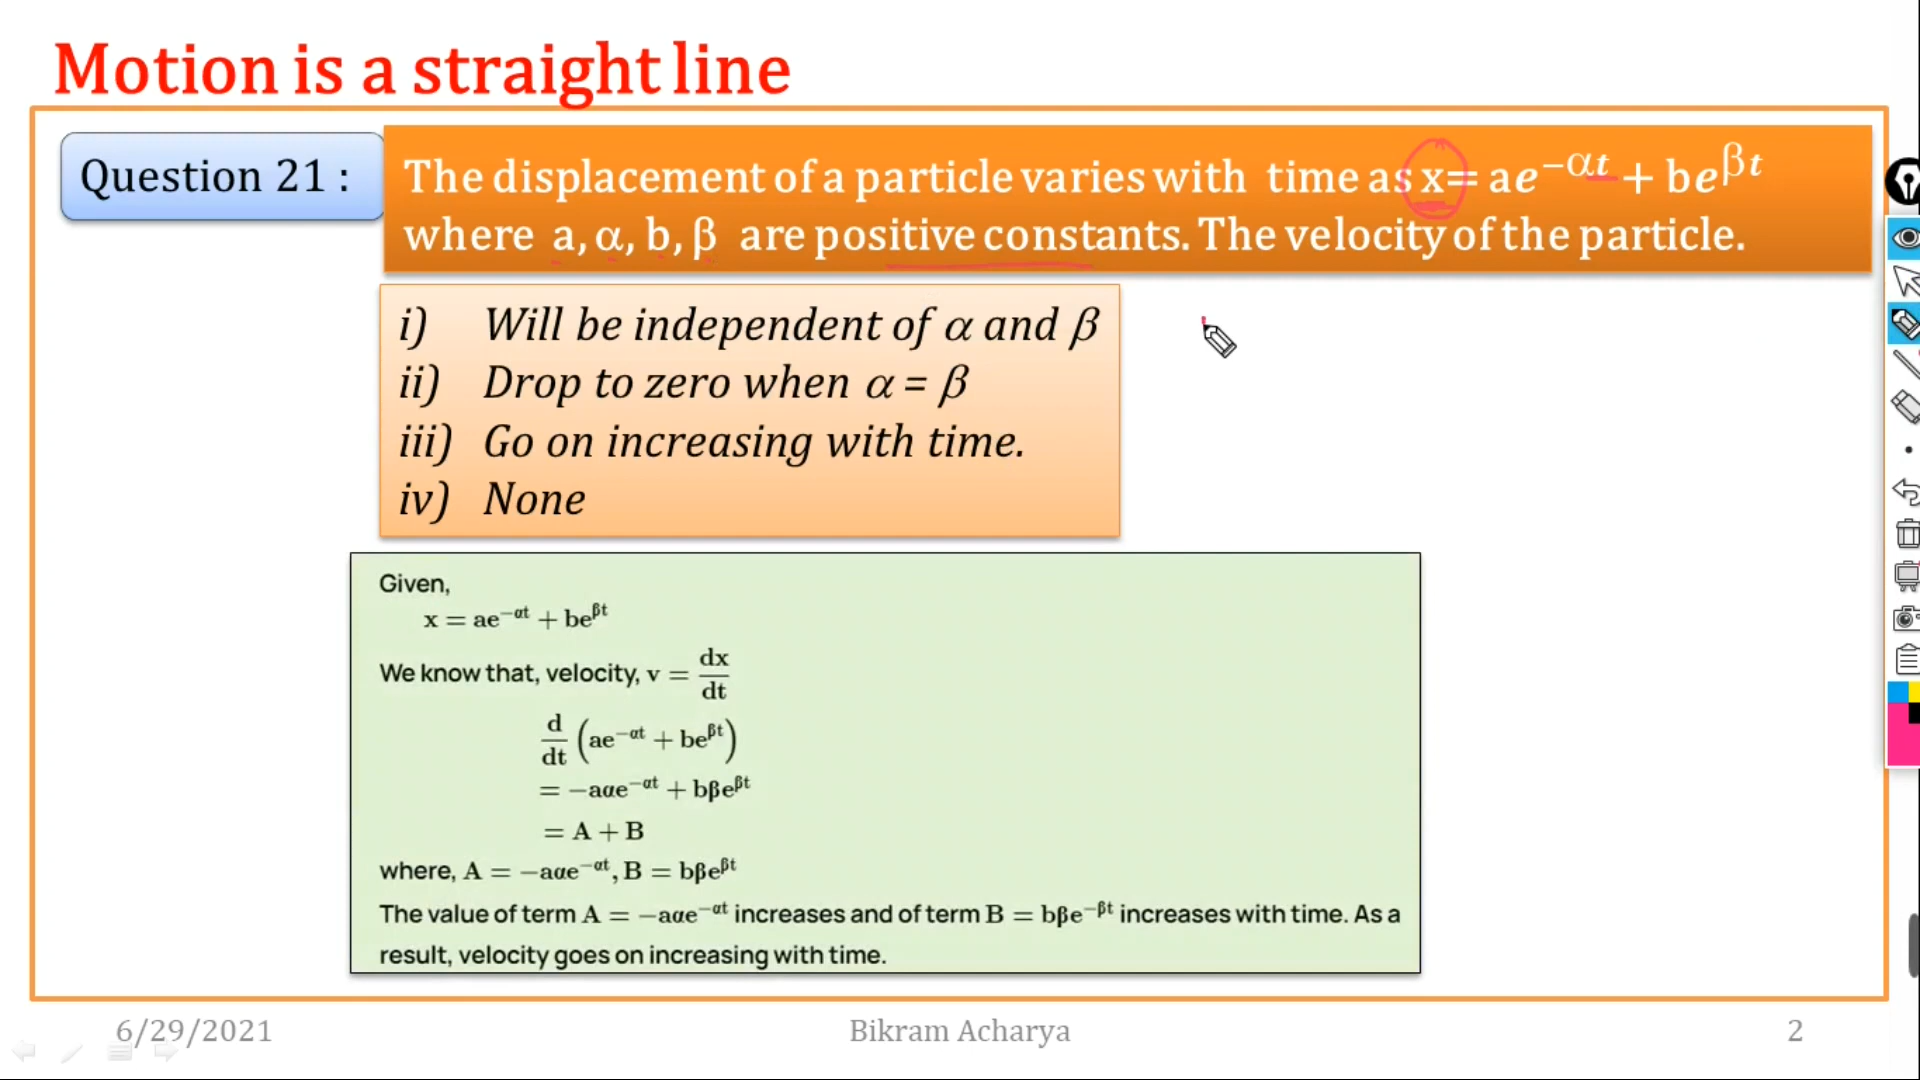 Motion is a straight line
Question 21 :
The displacement of a particle varies with time as x= ae^{−αt} + be^{βt}
where a, α, b, β are positive constants. The velocity of the particle.
i) Will be independent of α and β
ii) Drop to zero when α = β
iii) Go on increasing with time.
iv) None
Given,
x = ae^{−αt} + be^{βt}
We know that, velocity, v = dx/dt
d/dt (ae^{−αt} + be^{βt})
= −aαe^{−αt} + bβe^{βt}
= A + B
where, A = −aαe^{−αt}, B = bβe^{βt}
The value of term A = −aαe^{−αt} increases and of term B = bβe^{−βt} increases with time. As a
result, velocity goes on increasing with time.
6/29/2021
Bikram Acharya
2